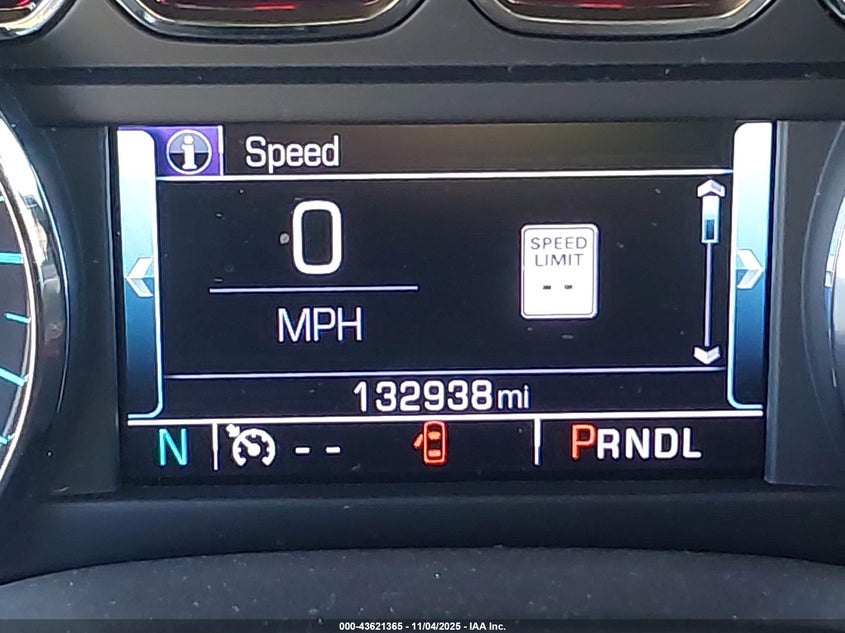 Speed
0
MPH
SPEED
LIMIT
--
132938mi
N
--
PRNDL
000-43621365 - 11/04/2025 - IAA Inc.